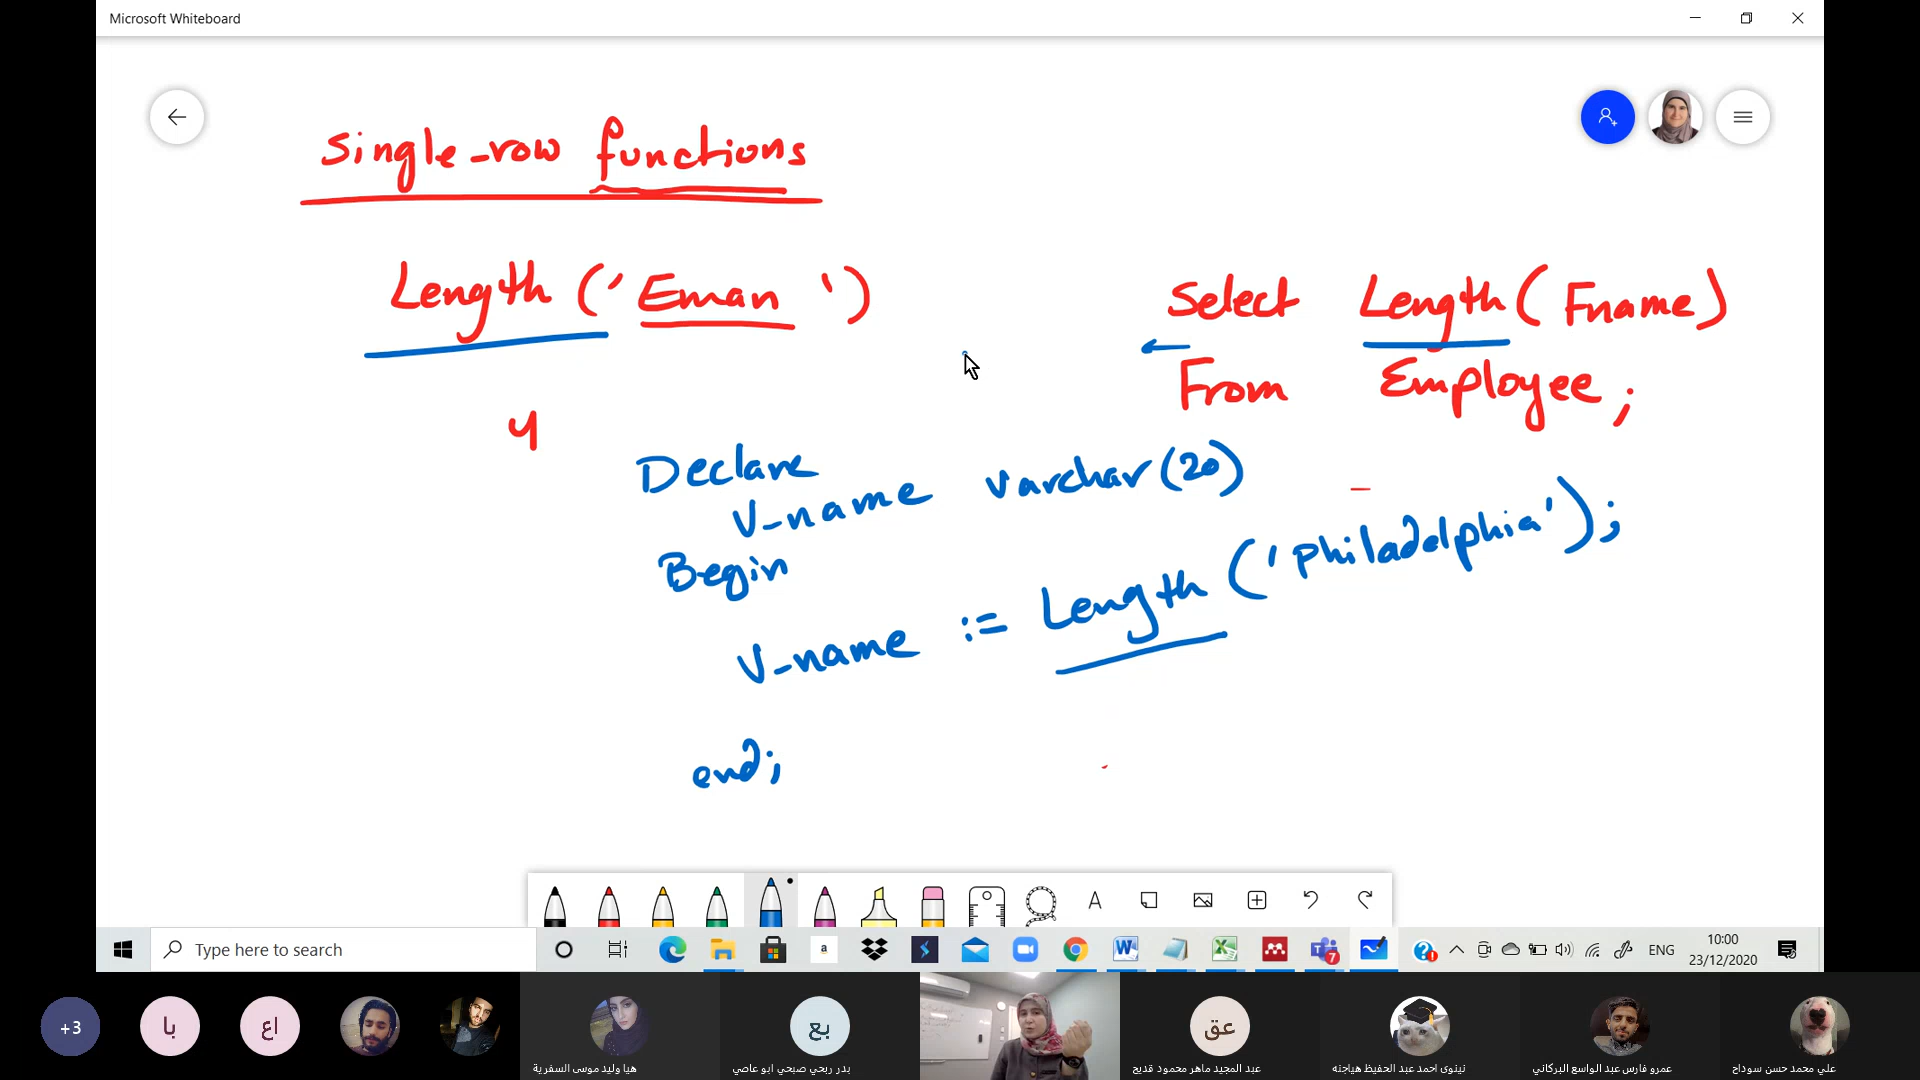 Microsoft Whiteboard
Single-row functions
Length ('Eman ')
4
Select Length (Fname)
From Employee;
Declare
V-name varchar(20)
Begin
V-name := Length ('Philadelphia');
end;
A
Type here to search
ENG
10:00
23/12/2020
7
+3
با
اع
هيا وليد موسى السفرية
بع
بدر ربحي صبحي ابو عاصي
عق
عبد المجيد ماهر محمود قديح
نينوى احمد عبد الحفيظ هياجنه
عمرو فارس عبد الواسع البركاني
علي محمد حسن سوداح